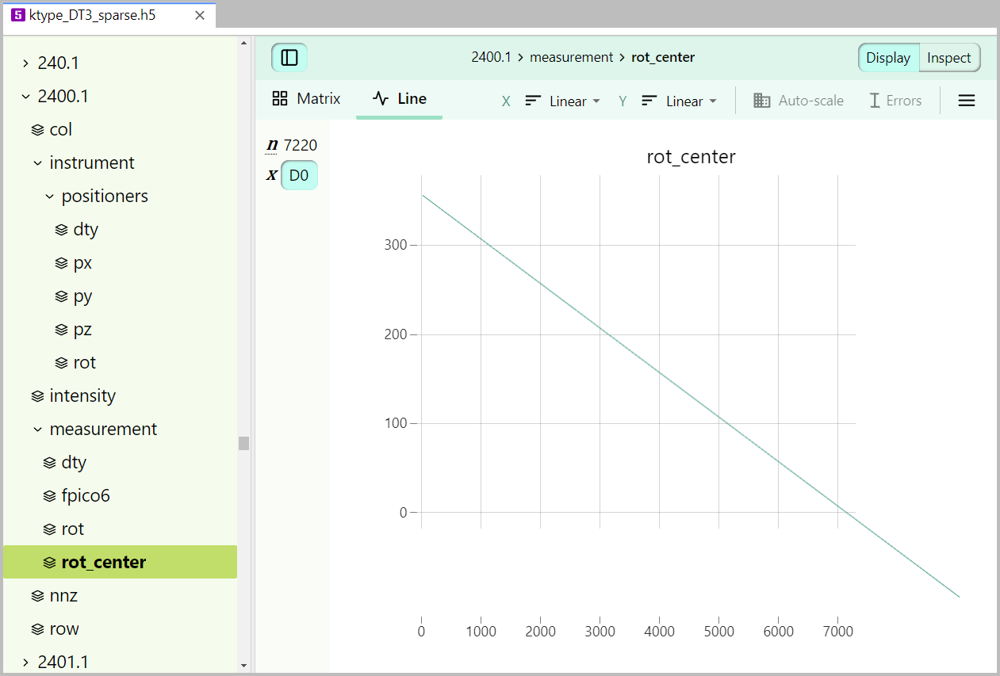 5 ktype_DT3_sparse.h5
240.1
2400.1
col
instrument
positioners
dty
px
py
pz
rot
intensity
measurement
dty
fpico6
rot
rot_center
nnz
row
2401.1
2400.1 > measurement > rot_center
Display Inspect
Matrix Line X Linear Y Linear Auto-scale Errors
n 7220
x D0
rot_center
300
200
100
0
0 1000 2000 3000 4000 5000 6000 7000